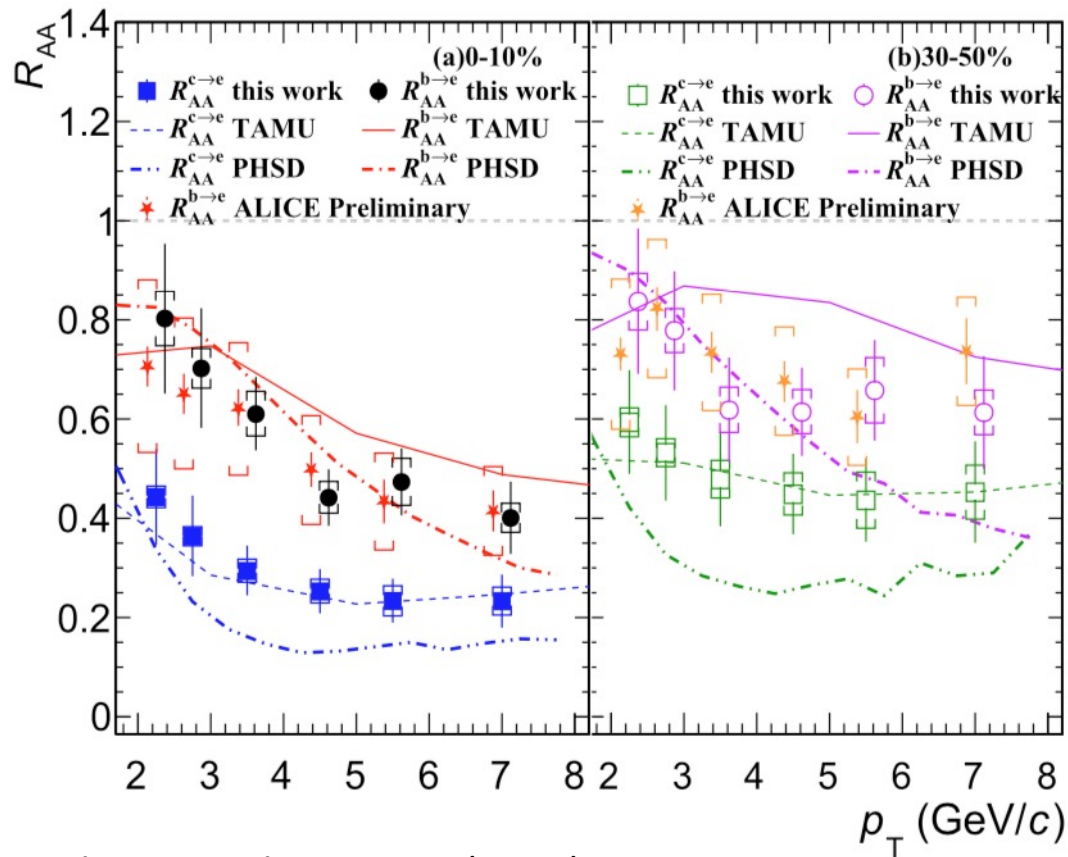 R_AA
1.4
1.2
1
0.8
0.6
0.4
0.2
0
(a)0-10%
R_AA^c→e this work
R_AA^b→e this work
R_AA^c→e TAMU
R_AA^b→e TAMU
R_AA^c→e PHSD
R_AA^b→e PHSD
R_AA^b→e ALICE Preliminary
2 3 4 5 6 7 8
(b)30-50%
R_AA^c→e this work
R_AA^b→e this work
R_AA^c→e TAMU
R_AA^b→e TAMU
R_AA^c→e PHSD
R_AA^b→e PHSD
R_AA^b→e ALICE Preliminary
2 3 4 5 6 7 8
p_T (GeV/c)